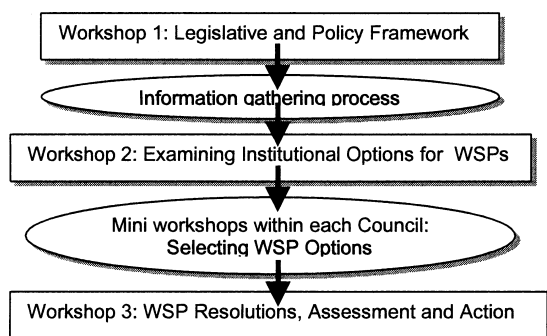 Workshop 1: Legislative and Policy Framework
Information gathering process
Workshop 2: Examining Institutional Options for WSPs
Mini workshops within each Council:
Selecting WSP Options
Workshop 3: WSP Resolutions, Assessment and Action